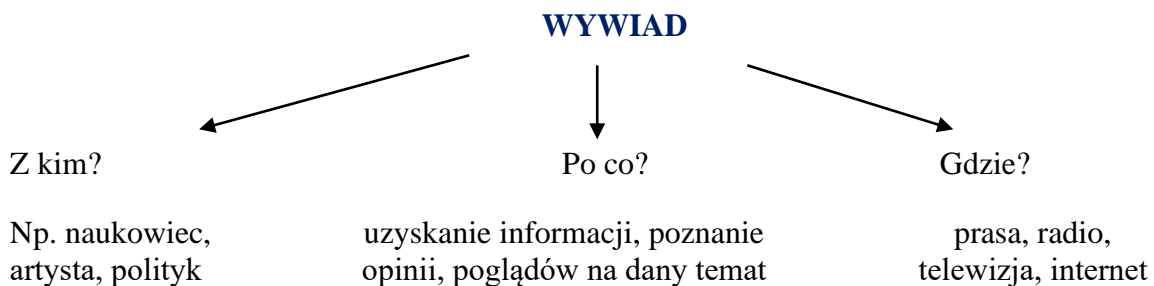 WYWIAD
Z kim?
Po co?
Gdzie?
Np. naukowiec,
artysta, polityk
uzyskanie informacji, poznanie
opinii, poglądów na dany temat
prasa, radio,
telewizja, internet